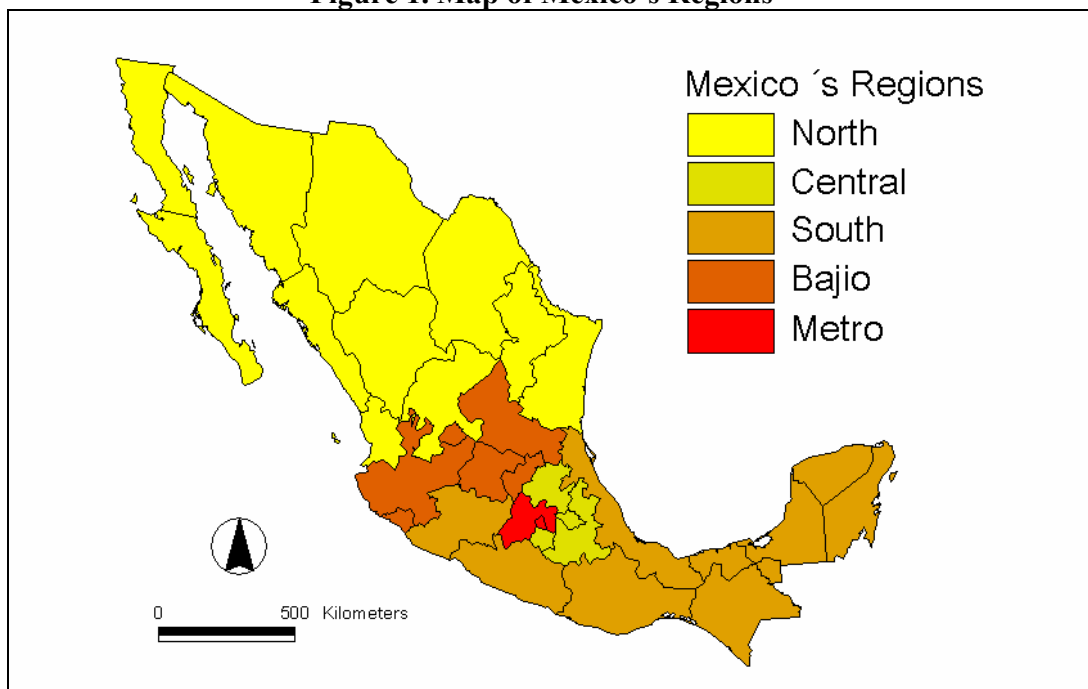 Figure 1. Map of Mexico's Regions
Mexico ´s Regions
North
Central
South
Bajio
Metro
0 500 Kilometers